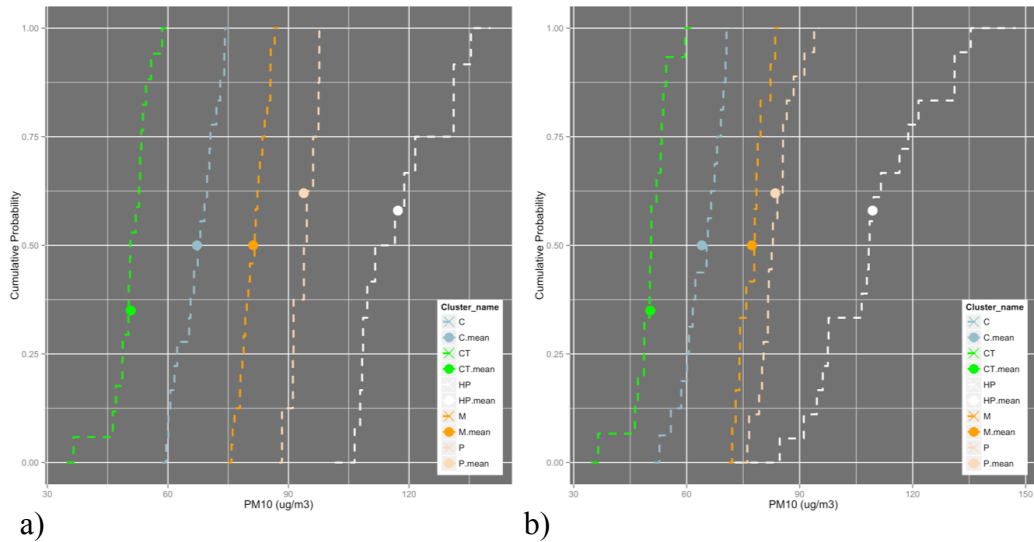 1.00
0.75
0.50
0.25
0.00
Cumulative Probability
30
60
90
120
PM10 (ug/m3)
Cluster_name
C
C.mean
CT
CT.mean
HP
HP.mean
M
M.mean
P
P.mean
a)
1.00
0.75
0.50
0.25
0.00
Cumulative Probability
30
60
90
120
150
PM10 (ug/m3)
Cluster_name
C
C.mean
CT
CT.mean
HP
HP.mean
M
M.mean
P
P.mean
b)